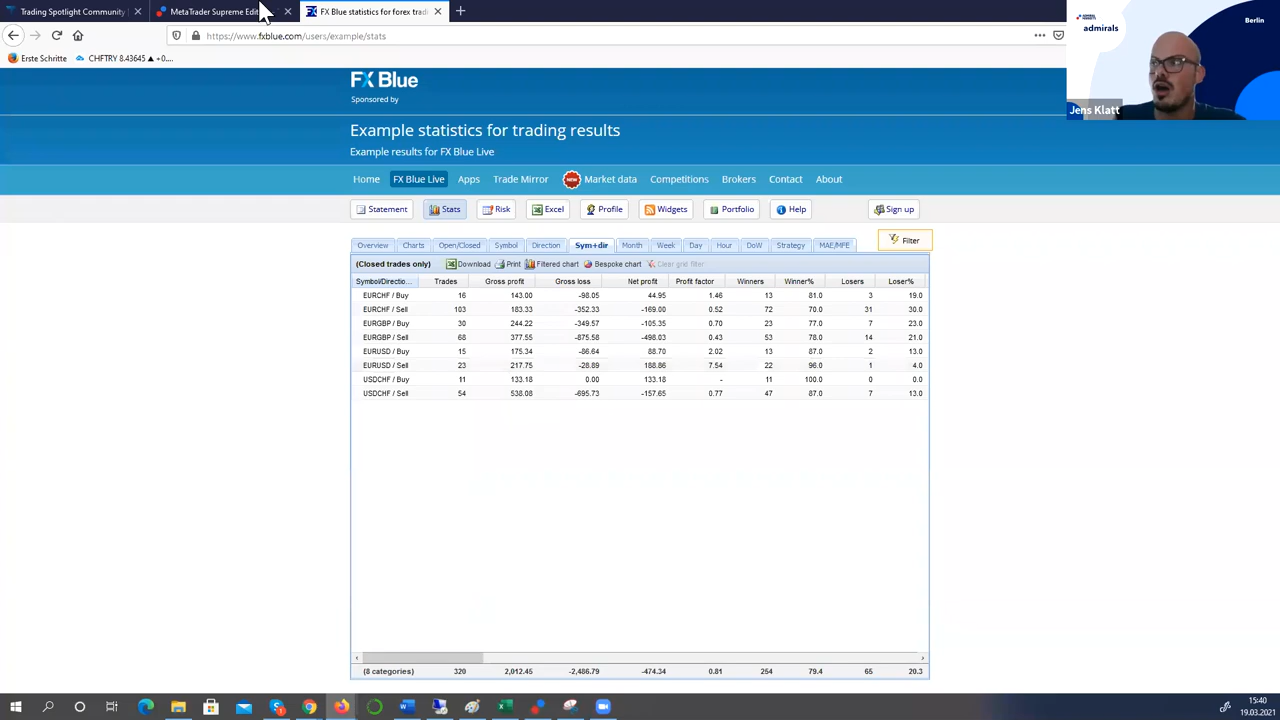 Trading Spotlight Community
MetaTrader Supreme Edit
FX Blue statistics for forex trad
https://www.fxblue.com/users/example/stats
Erste Schritte
CHFTRY 8.43645 ▲ +0....
admirals
Berlin
Jens Klatt
FX Blue
Sponsored by
Example statistics for trading results
Example results for FX Blue Live
Home FX Blue Live Apps Trade Mirror NEW Market data Competitions Brokers Contact About
Statement Stats Risk Excel Profile Widgets Portfolio Help Sign up
Filter
Overview Charts Open/Closed Symbol Direction Sym+dir Month Week Day Hour DoW Strategy MAE/MFE
(Closed trades only) Download Print Filtered chart Bespoke chart Clear grid filter
Symbol/Directio... Trades Gross profit Gross loss Net profit Profit factor Winners Winner% Losers Loser%
EURCHF / Buy 16 143.00 -98.05 44.95 1.46 13 81.0 3 19.0
EURCHF / Sell 103 183.33 -352.33 -169.00 0.52 72 70.0 31 30.0
EURGBP / Buy 30 244.22 -349.57 -105.35 0.70 23 77.0 7 23.0
EURGBP / Sell 68 377.55 -875.58 -498.03 0.43 53 78.0 14 21.0
EURUSD / Buy 15 175.34 -86.64 88.70 2.02 13 87.0 2 13.0
EURUSD / Sell 23 217.75 -28.89 188.86 7.54 22 96.0 1 4.0
USDCHF / Buy 11 133.18 0.00 133.18 - 11 100.0 0 0.0
USDCHF / Sell 54 538.08 -695.73 -157.65 0.77 47 87.0 7 13.0
(8 categories) 320 2,012.45 -2,486.79 -474.34 0.81 254 79.4 65 20.3
15:40
19.03.2021